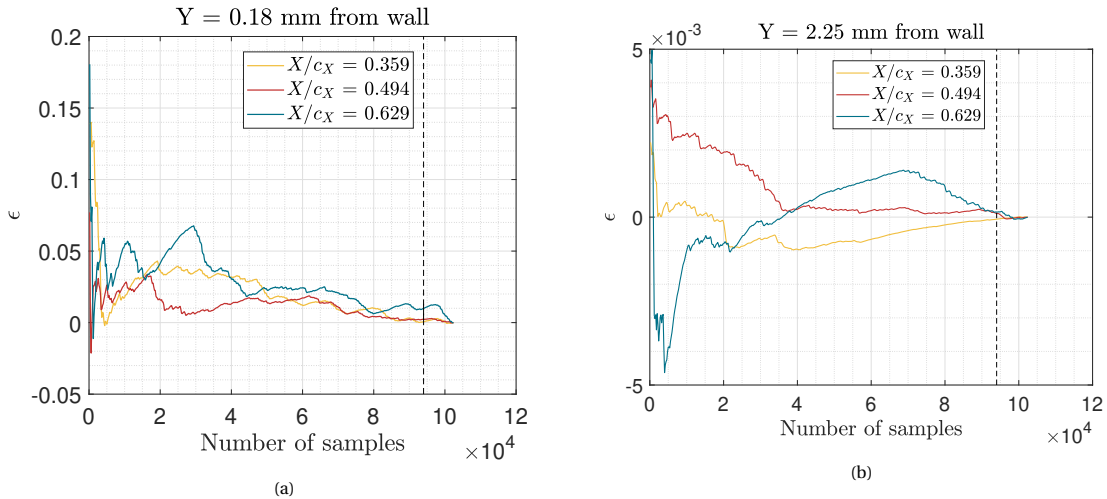 Y = 0.18 mm from wall
0.2
0.15
0.1
0.05
0
-0.05
ϵ
X/c_X = 0.359
X/c_X = 0.494
X/c_X = 0.629
0 2 4 6 8 10 12
Number of samples
×10^4
(a)
Y = 2.25 mm from wall
×10^-3
5
0
-5
ϵ
X/c_X = 0.359
X/c_X = 0.494
X/c_X = 0.629
0 2 4 6 8 10 12
Number of samples
×10^4
(b)